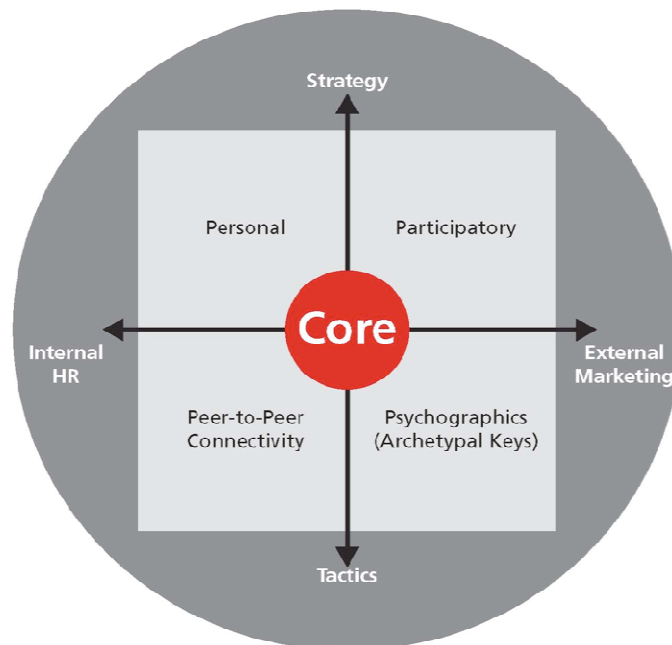 Strategy
Personal
Participatory
Core
Internal
HR
External
Marketing
Peer-to-Peer
Connectivity
Psychographics
(Archetypal Keys)
Tactics